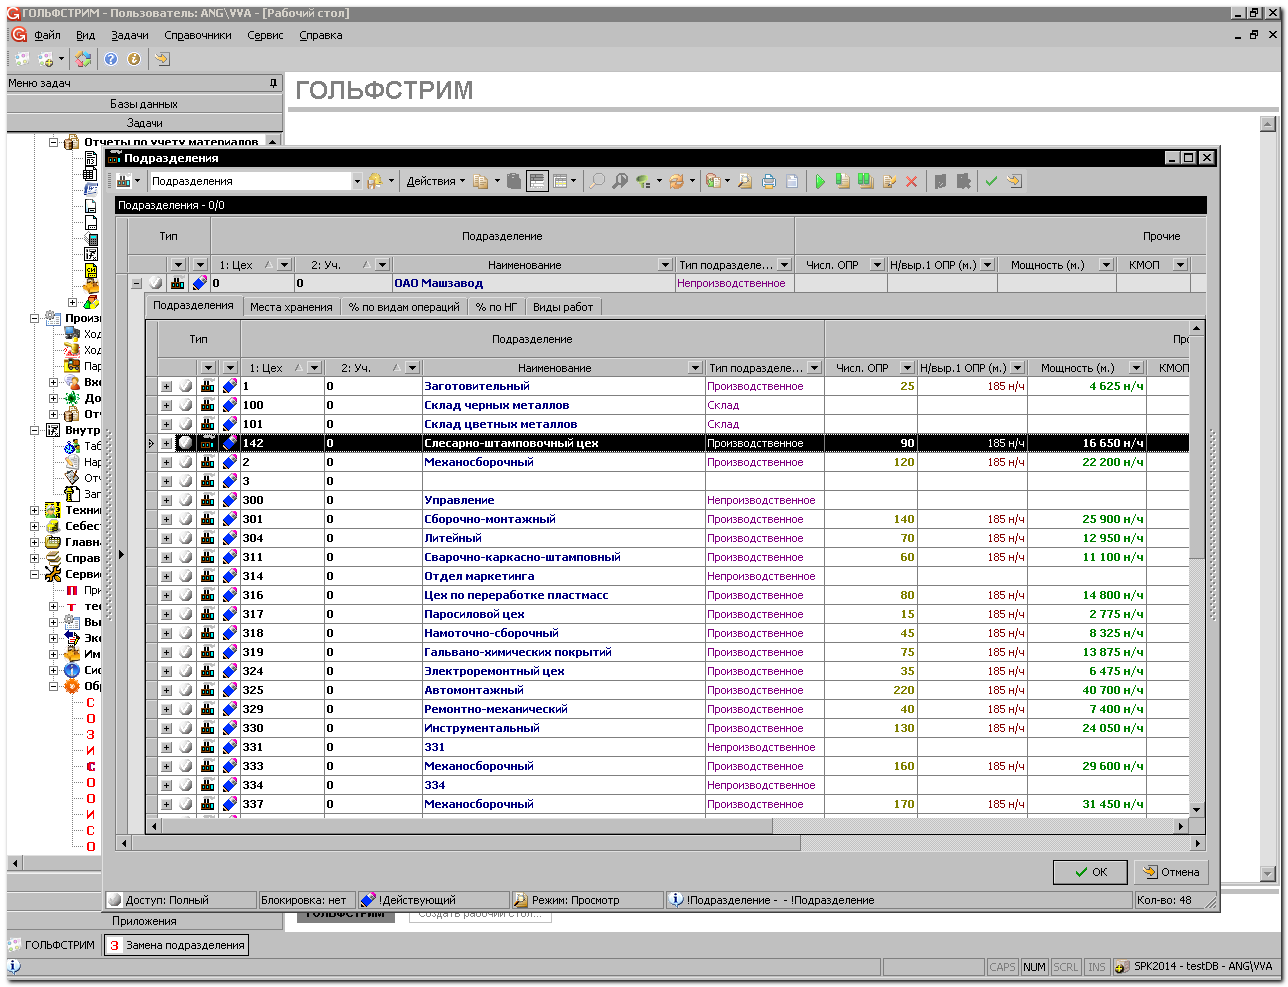 ГОЛЬФСТРИМ - Пользователь: ANG\VVA - [Рабочий стол]
Файл Вид Задачи Справочники Сервис Справка
Меню задач
Базы данных
Задачи
ГОЛЬФСТРИМ
Отчеты по учету материалов
Произ
Ход
Ход
Пар
Вх
До
От
Внутр
Таб
Нар
Отч
Зап
Техни
Себес
Главн
Справ
Серви
При
тес
Вы
Экс
Им
Сис
Обр
С
О
З
И
С
О
О
И
С
О
Подразделения
Подразделения Действия
Подразделения - 0/0
Тип Подразделение Прочие
1: Цех 2: Уч. Наименование Тип подразделе... Числ. ОПР Н/выр.1 ОПР (м.) Мощность (м.) КМОП
0 0 ОАО Машзавод Непроизводственное
Подразделения Места хранения % по видам операций % по НГ Виды работ
Тип Подразделение Прс
1: Цех 2: Уч. Наименование Тип подразделе... Числ. ОПР Н/выр.1 ОПР (м.) Мощность (м.) КМОП
1 0 Заготовительный Производственное 25 185 н/ч 4 625 н/ч
100 0 Склад черных металлов Склад
101 0 Склад цветных металлов Склад
142 0 Слесарно-штамповочный цех Производственное 90 185 н/ч 16 650 н/ч
2 0 Механосборочный Производственное 120 185 н/ч 22 200 н/ч
3 0
300 0 Управление Непроизводственное
301 0 Сборочно-монтажный Производственное 140 185 н/ч 25 900 н/ч
304 0 Литейный Производственное 70 185 н/ч 12 950 н/ч
311 0 Сварочно-каркасно-штамповный Производственное 60 185 н/ч 11 100 н/ч
314 0 Отдел маркетинга Непроизводственное
316 0 Цех по переработке пластмасс Производственное 80 185 н/ч 14 800 н/ч
317 0 Паросиловой цех Производственное 15 185 н/ч 2 775 н/ч
318 0 Намоточно-сборочный Производственное 45 185 н/ч 8 325 н/ч
319 0 Гальвано-химических покрытий Производственное 75 185 н/ч 13 875 н/ч
324 0 Электроремонтный цех Производственное 35 185 н/ч 6 475 н/ч
325 0 Автомонтажный Производственное 220 185 н/ч 40 700 н/ч
329 0 Ремонтно-механический Производственное 40 185 н/ч 7 400 н/ч
330 0 Инструментальный Производственное 130 185 н/ч 24 050 н/ч
331 0 331 Непроизводственное
333 0 Механосборочный Производственное 160 185 н/ч 29 600 н/ч
334 0 334 Непроизводственное
337 0 Механосборочный Производственное 170 185 н/ч 31 450 н/ч
ОК Отмена
Доступ: Полный Блокировка: нет !Действующий Режим: Просмотр !Подразделение - - !Подразделение Кол-во: 48
ГОЛЬФСТРИМ Создать рабочий стол...
Приложения
ГОЛЬФСТРИМ З Замена подразделения
CAPS NUM SCRL INS SPK2014 - testDB - ANG\VVA